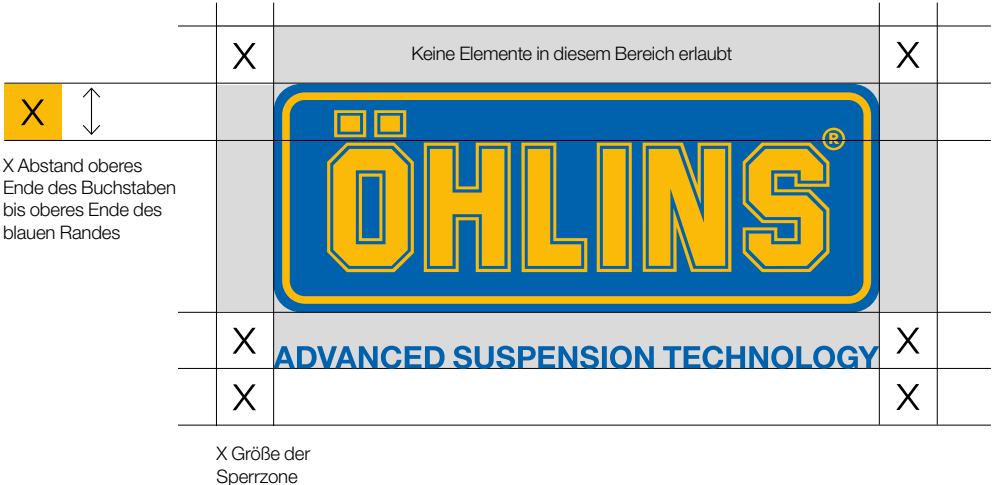 X
Keine Elemente in diesem Bereich erlaubt
X
X
X Abstand oberes
Ende des Buchstaben
bis oberes Ende des
blauen Randes
ÖHLINS®
X
ADVANCED SUSPENSION TECHNOLOGY
X
X
X
X Größe der
Sperrzone